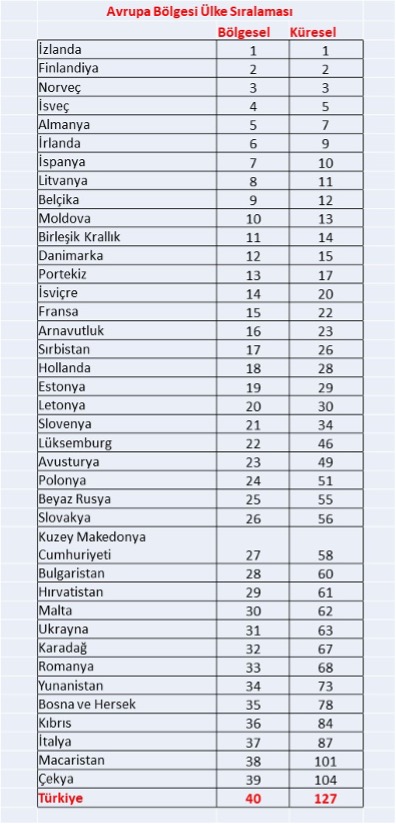 Avrupa Bölgesi Ülke Sıralaması
Bölgesel Küresel
İzlanda 1 1
Finlandiya 2 2
Norveç 3 3
İsveç 4 5
Almanya 5 7
İrlanda 6 9
İspanya 7 10
Litvanya 8 11
Belçika 9 12
Moldova 10 13
Birleşik Krallık 11 14
Danimarka 12 15
Portekiz 13 17
İsviçre 14 20
Fransa 15 22
Arnavutluk 16 23
Sırbistan 17 26
Hollanda 18 28
Estonya 19 29
Letonya 20 30
Slovenya 21 34
Lüksemburg 22 46
Avusturya 23 49
Polonya 24 51
Beyaz Rusya 25 55
Slovakya 26 56
Kuzey Makedonya
Cumhuriyeti 27 58
Bulgaristan 28 60
Hırvatistan 29 61
Malta 30 62
Ukrayna 31 63
Karadağ 32 67
Romanya 33 68
Yunanistan 34 73
Bosna ve Hersek 35 78
Kıbrıs 36 84
İtalya 37 87
Macaristan 38 101
Çekya 39 104
Türkiye 40 127